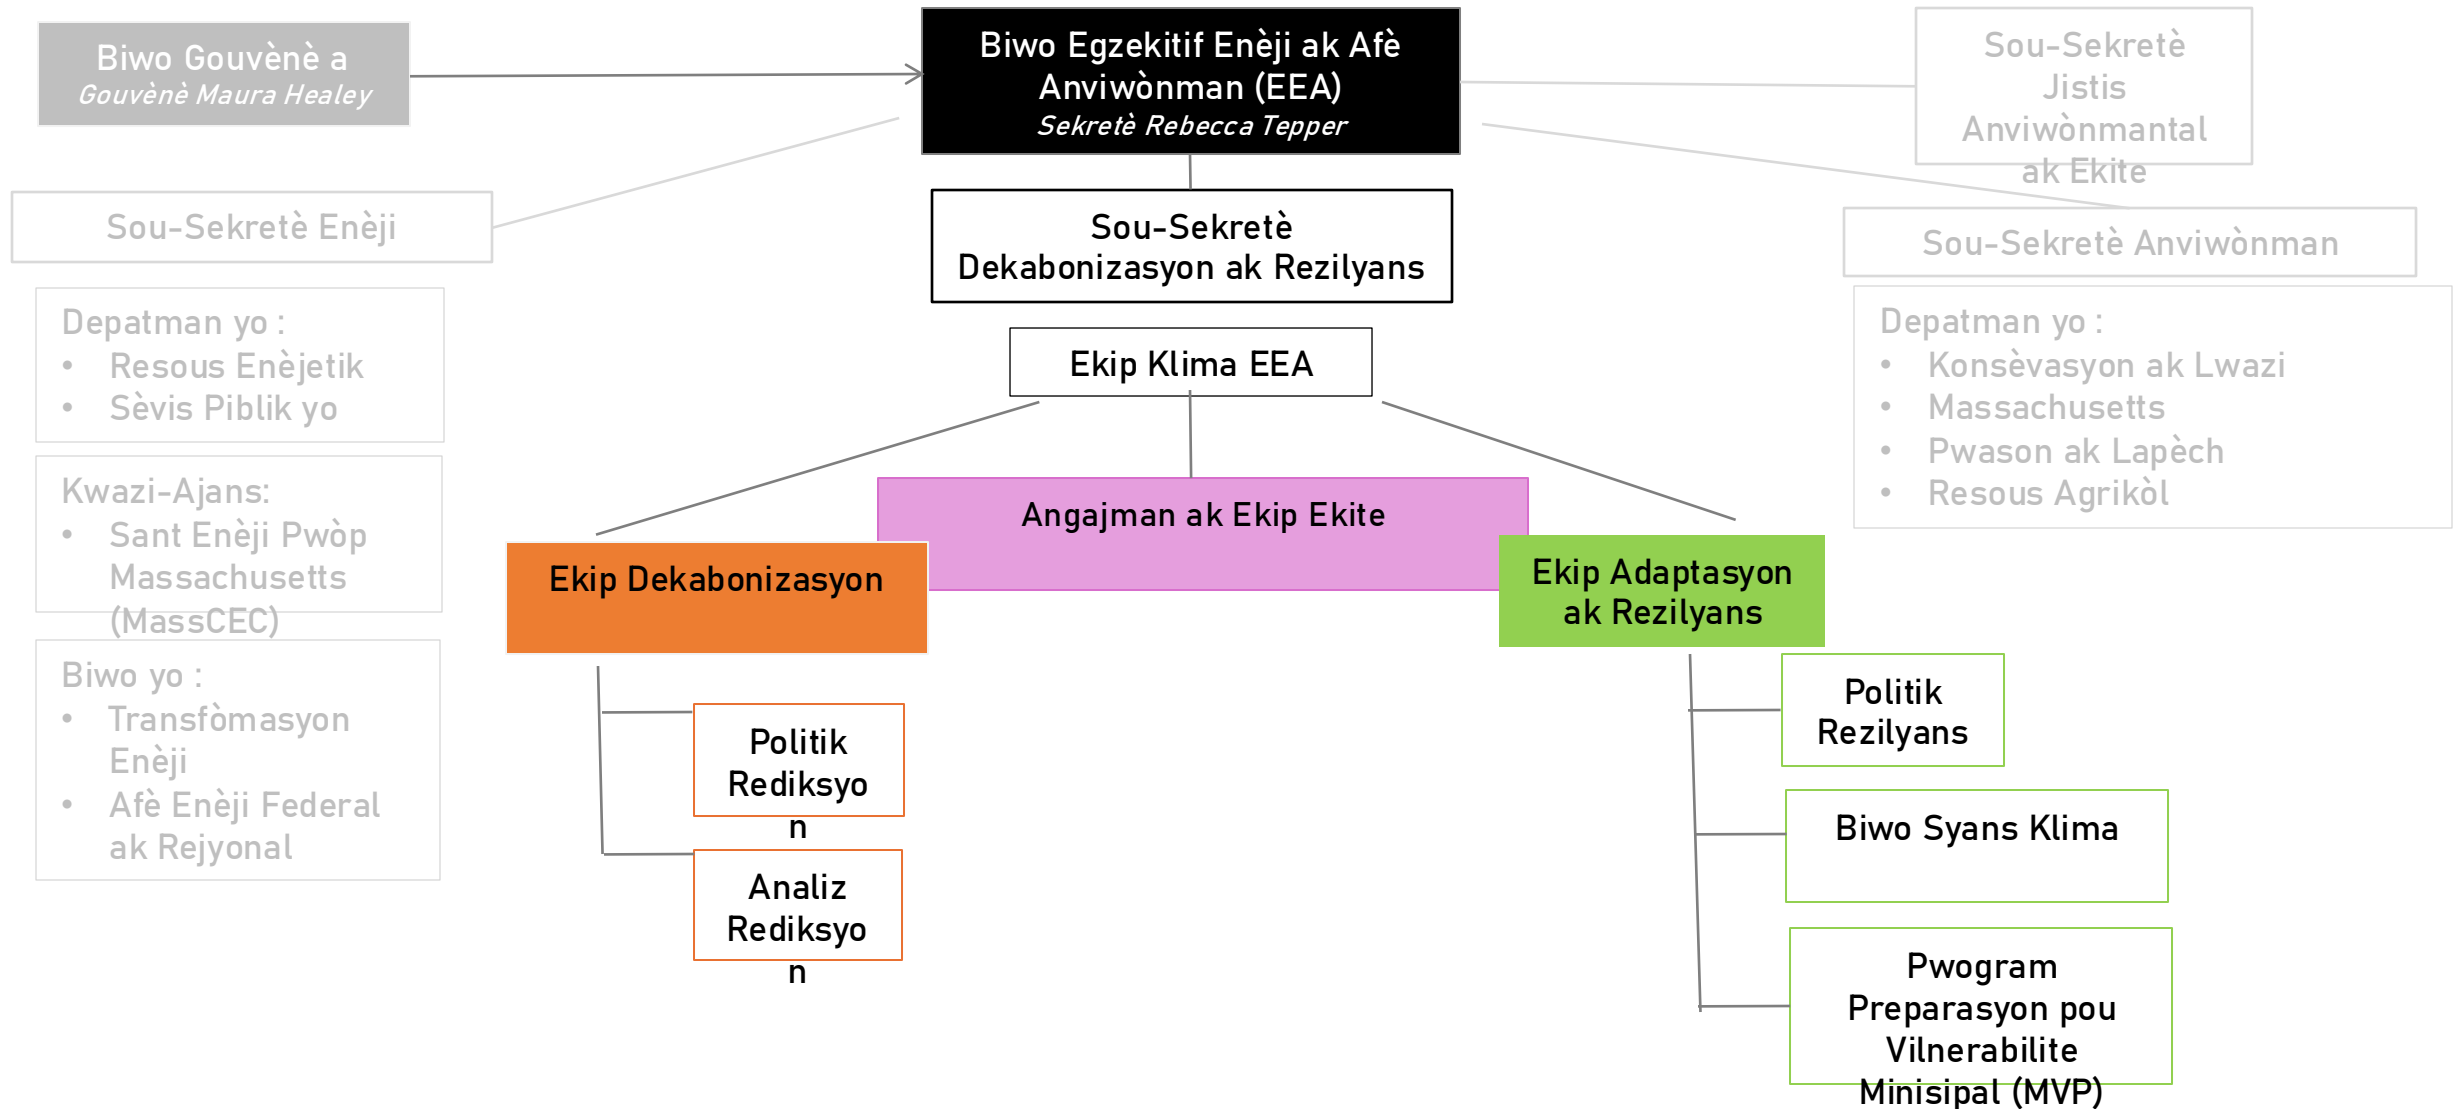 Biwo Gouvènè a
Gouvènè Maura Healey
Biwo Egzekitif Enèji ak Afè
Anviwònman (EEA)
Sekretè Rebecca Tepper
Sou-Sekretè
Jistis
Anviwònmantal
ak Ekite
Sou-Sekretè Enèji
Sou-Sekretè
Dekabonizasyon ak Rezilyans
Sou-Sekretè Anviwònman
Depatman yo :
• Resous Enèjetik
• Sèvis Piblik yo
Kwazi-Ajans:
• Sant Enèji Pwòp
Massachusetts
(MassCEC)
Biwo yo :
• Transfòmasyon
Enèji
• Afè Enèji Federal
ak Rejyonal
Depatman yo :
• Konsèvasyon ak Lwazi
• Massachusetts
• Pwason ak Lapèch
• Resous Agrikòl
Ekip Klima EEA
Angajman ak Ekip Ekite
Ekip Dekabonizasyon
Politik
Rediksyo
n
Analiz
Rediksyo
n
Ekip Adaptasyon
ak Rezilyans
Politik
Rezilyans
Biwo Syans Klima
Pwogram
Preparasyon pou
Vilnerabilite
Minisipal (MVP)